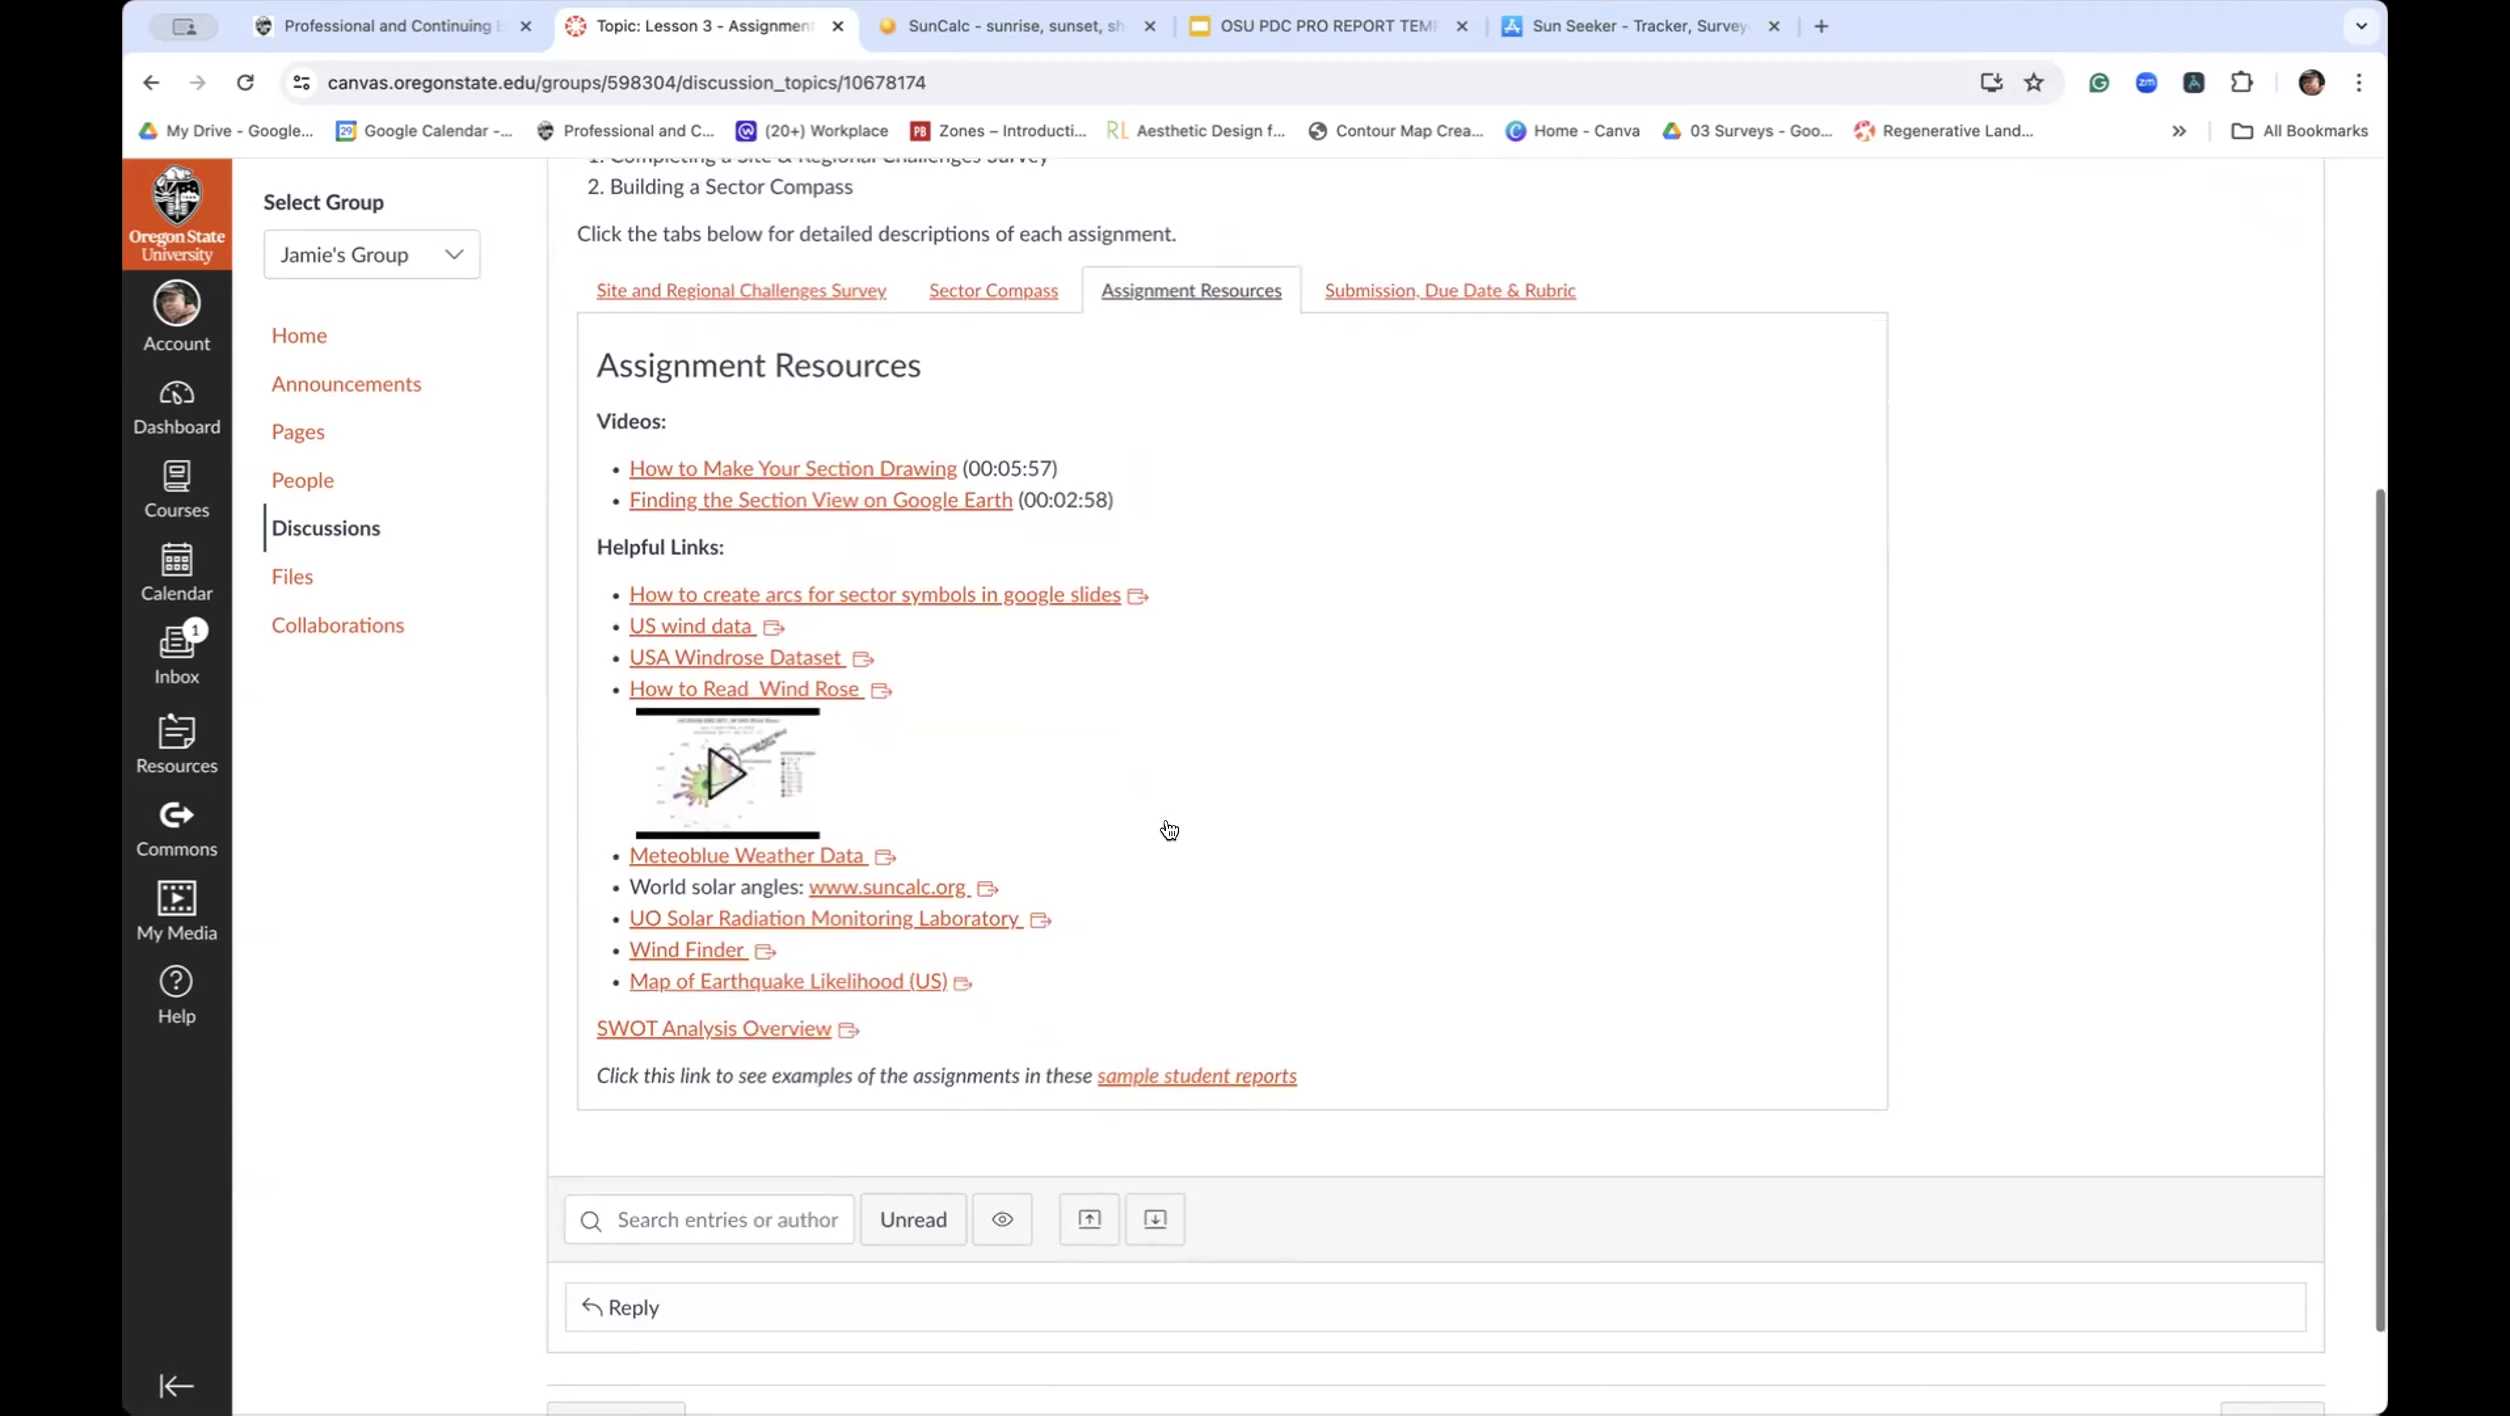 Professional and Continuing E
Topic: Lesson 3 - Assignment
SunCalc - sunrise, sunset, sh
OSU PDC PRO REPORT TEMP
Sun Seeker - Tracker, Survey
canvas.oregonstate.edu/groups/598304/discussion_topics/10678174
My Drive - Google...
Google Calendar -...
Professional and C...
(20+) Workplace
Zones – Introducti...
Aesthetic Design f...
Contour Map Crea...
Home - Canva
03 Surveys - Goo...
Regenerative Land...
All Bookmarks
Oregon State
University
Account
Dashboard
Courses
Calendar
1
Inbox
Resources
Commons
My Media
Help
Select Group
Jamie's Group
Home
Announcements
Pages
People
Discussions
Files
Collaborations
1. Completing a Site & Regional Challenges Survey
2. Building a Sector Compass
Click the tabs below for detailed descriptions of each assignment.
Site and Regional Challenges Survey
Sector Compass
Assignment Resources
Submission, Due Date & Rubric
Assignment Resources
Videos:
• How to Make Your Section Drawing (00:05:57)
• Finding the Section View on Google Earth (00:02:58)
Helpful Links:
• How to create arcs for sector symbols in google slides
• US wind data
• USA Windrose Dataset
• How to Read Wind Rose
• Meteoblue Weather Data
• World solar angles: www.suncalc.org
• UO Solar Radiation Monitoring Laboratory
• Wind Finder
• Map of Earthquake Likelihood (US)
SWOT Analysis Overview
Click this link to see examples of the assignments in these sample student reports
Search entries or author
Unread
Reply